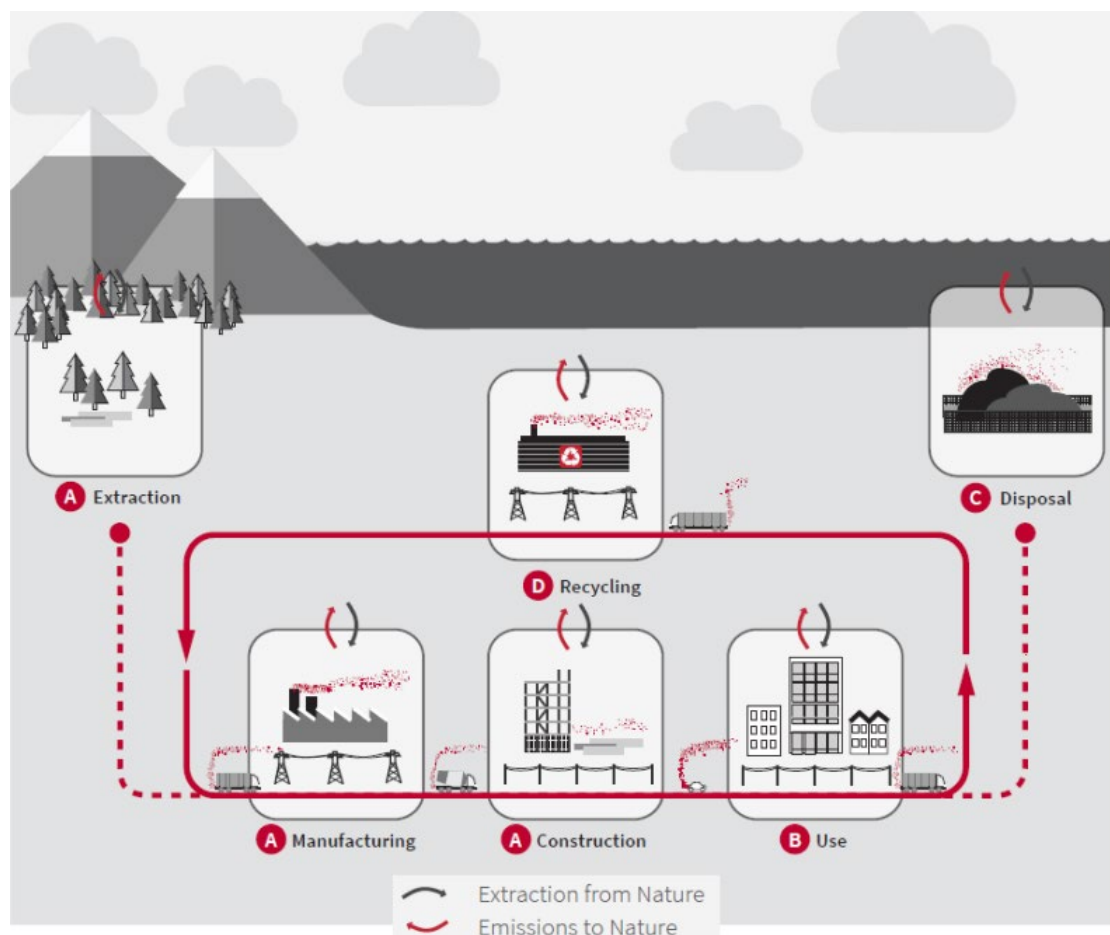 A Extraction
C Disposal
D Recycling
A Manufacturing
A Construction
B Use
Extraction from Nature
Emissions to Nature